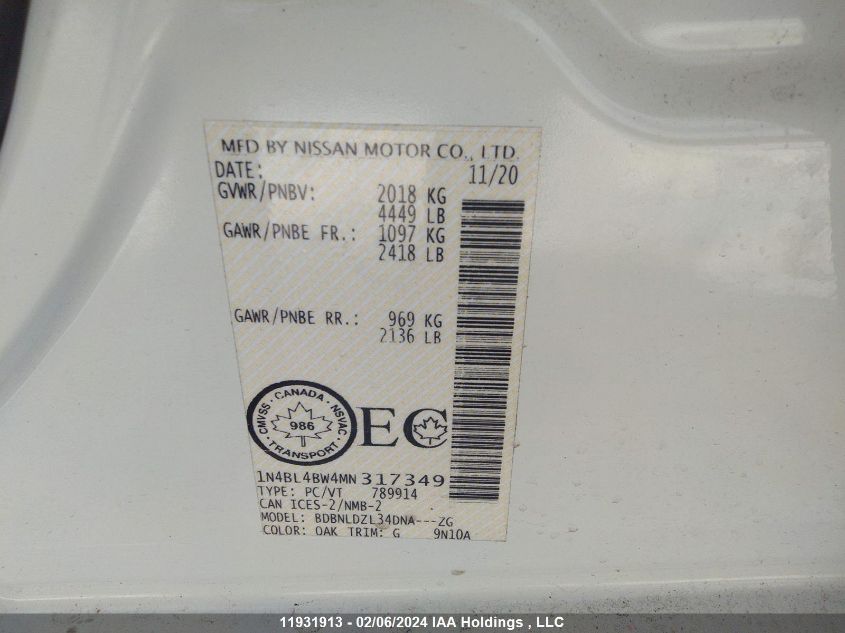 MFD BY NISSAN MOTOR CO., LTD.
DATE: 11/20
GVWR/PNBV: 2018 KG
4449 LB
GAWR/PNBE FR.: 1097 KG
2418 LB
GAWR/PNBE RR.: 969 KG
2136 LB
CANADA · NSVAC · TRANSPORT · CMVSS ·
986
EC
1N4BL4BW4MN317349
TYPE: PC/VT 789914
CAN ICES-2/NMB-2
MODEL: BDBNLDZL34DNA---ZG
COLOR: QAK TRIM: G 9N10A
11931913 - 02/06/2024 IAA Holdings , LLC